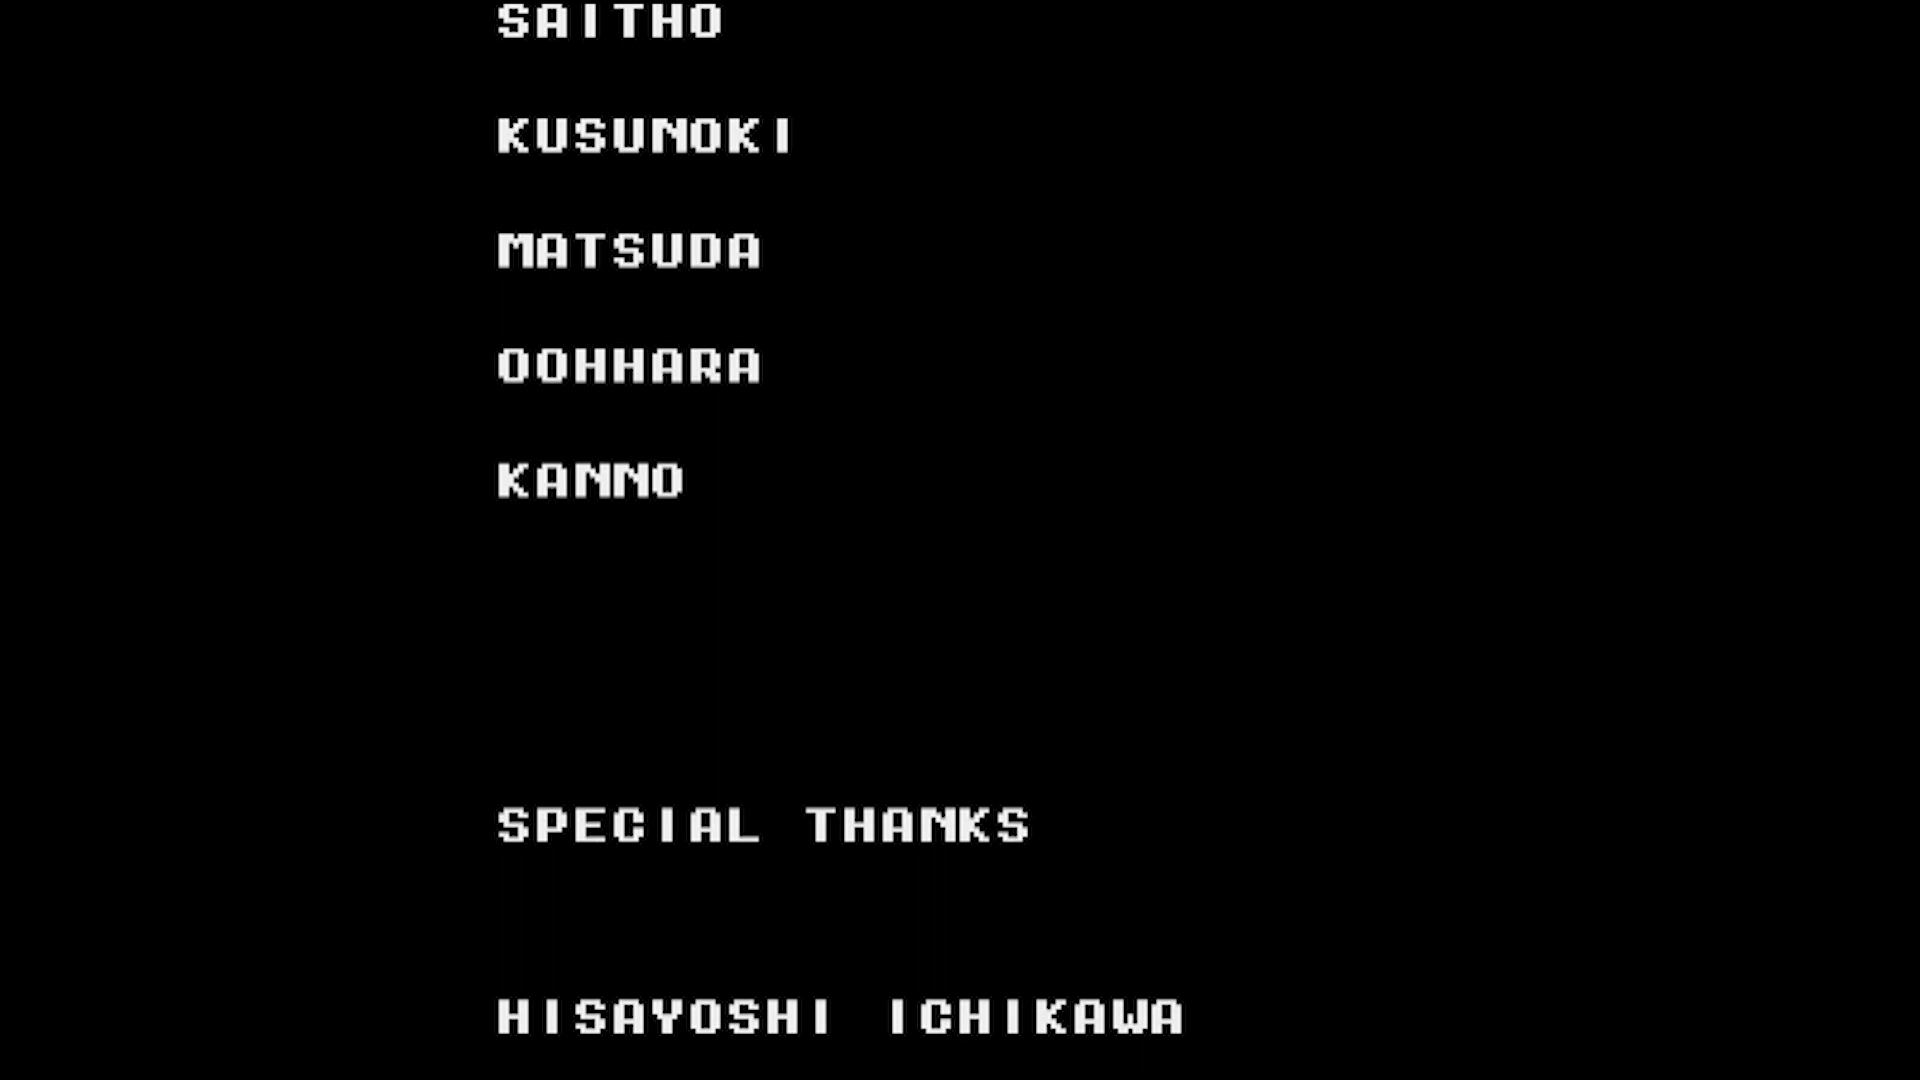 SAITHO
KUSUNOKI
MATSUDA
OOHHARA
KANNO
SPECIAL THANKS
HISAYOSHI ICHIKAWA